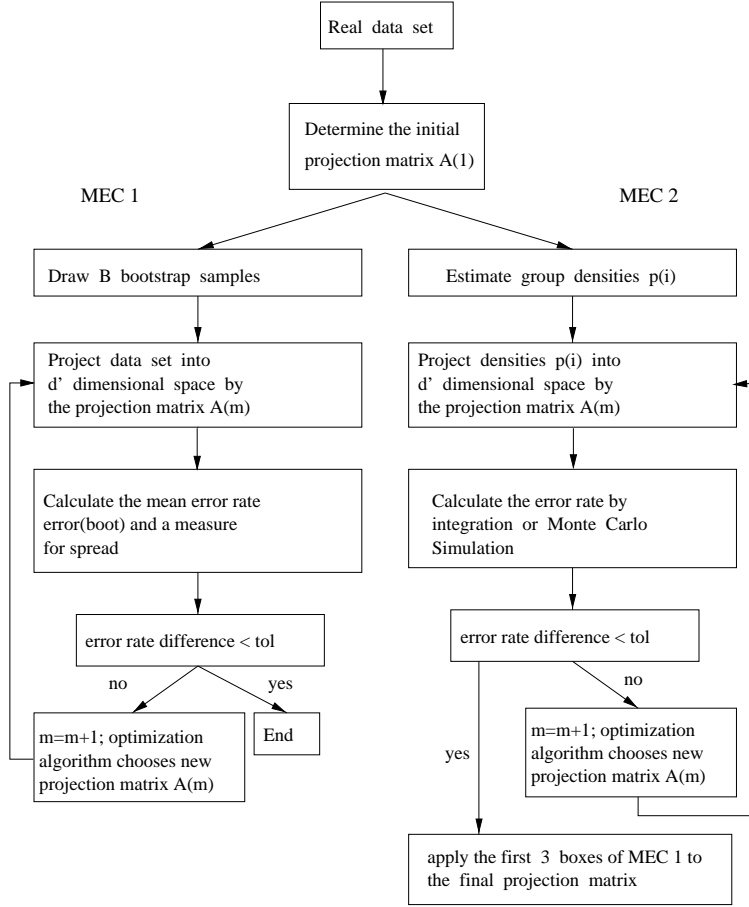 Real data set
Determine the initial
projection matrix A(1)
MEC 1
MEC 2
Draw B bootstrap samples
Estimate group densities p(i)
Project data set into
d' dimensional space by
the projection matrix A(m)
Project densities p(i) into
d' dimensional space by
the projection matrix A(m)
Calculate the mean error rate
error(boot) and a measure
for spread
Calculate the error rate by
integration or Monte Carlo
Simulation
error rate difference < tol
error rate difference < tol
no
yes
no
m=m+1; optimization
algorithm chooses new
projection matrix A(m)
End
yes
m=m+1; optimization
algorithm chooses new
projection matrix A(m)
apply the first 3 boxes of MEC 1 to
the final projection matrix